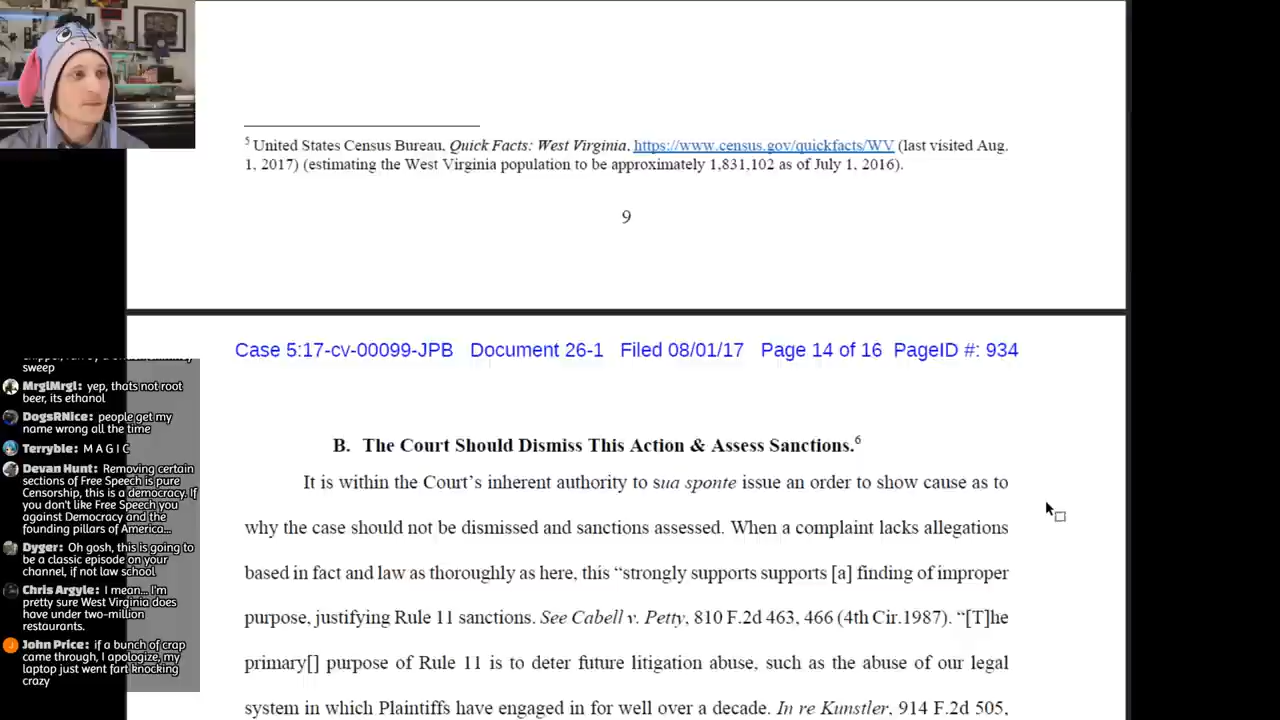 5 United States Census Bureau, Quick Facts: West Virginia, https://www.census.gov/quickfacts/WV (last visited Aug.
1, 2017) (estimating the West Virginia population to be approximately 1,831,102 as of July 1, 2016).
9
Case 5:17-cv-00099-JPB Document 26-1 Filed 08/01/17 Page 14 of 16 PageID #: 934
B. The Court Should Dismiss This Action & Assess Sanctions.6
It is within the Court's inherent authority to sua sponte issue an order to show cause as to
why the case should not be dismissed and sanctions assessed. When a complaint lacks allegations
based in fact and law as thoroughly as here, this “strongly supports supports [a] finding of improper
purpose, justifying Rule 11 sanctions. See Cabell v. Petty, 810 F.2d 463, 466 (4th Cir.1987). “[T]he
primary[] purpose of Rule 11 is to deter future litigation abuse, such as the abuse of our legal
system in which Plaintiffs have engaged in for well over a decade. In re Kunstler, 914 F.2d 505,
sweep
MrglMrgl: yep, thats not root
beer, its ethanol
DogsRNice: people get my
name wrong all the time
Terryble: M A G I C
Devan Hunt: Removing certain
sections of Free Speech is pure
Censorship, this is a democracy. If
you don't like Free Speech you
against Democracy and the
founding pillars of America...
Dyger: Oh gosh, this is going to
be a classic episode on your
channel, if not law school
Chris Argyle: I mean... I'm
pretty sure West Virginia does
have under two-million
restaurants.
John Price: if a bunch of crap
came through, I apologize, my
laptop just went fart knocking
crazy